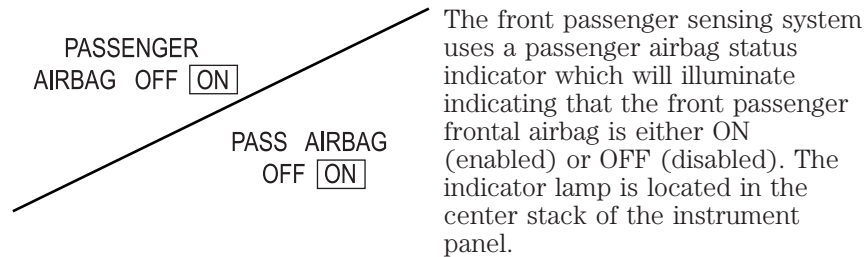 PASSENGER
AIRBAG OFF ON
PASS AIRBAG
OFF ON
The front passenger sensing system
uses a passenger airbag status
indicator which will illuminate
indicating that the front passenger
frontal airbag is either ON
(enabled) or OFF (disabled). The
indicator lamp is located in the
center stack of the instrument
panel.